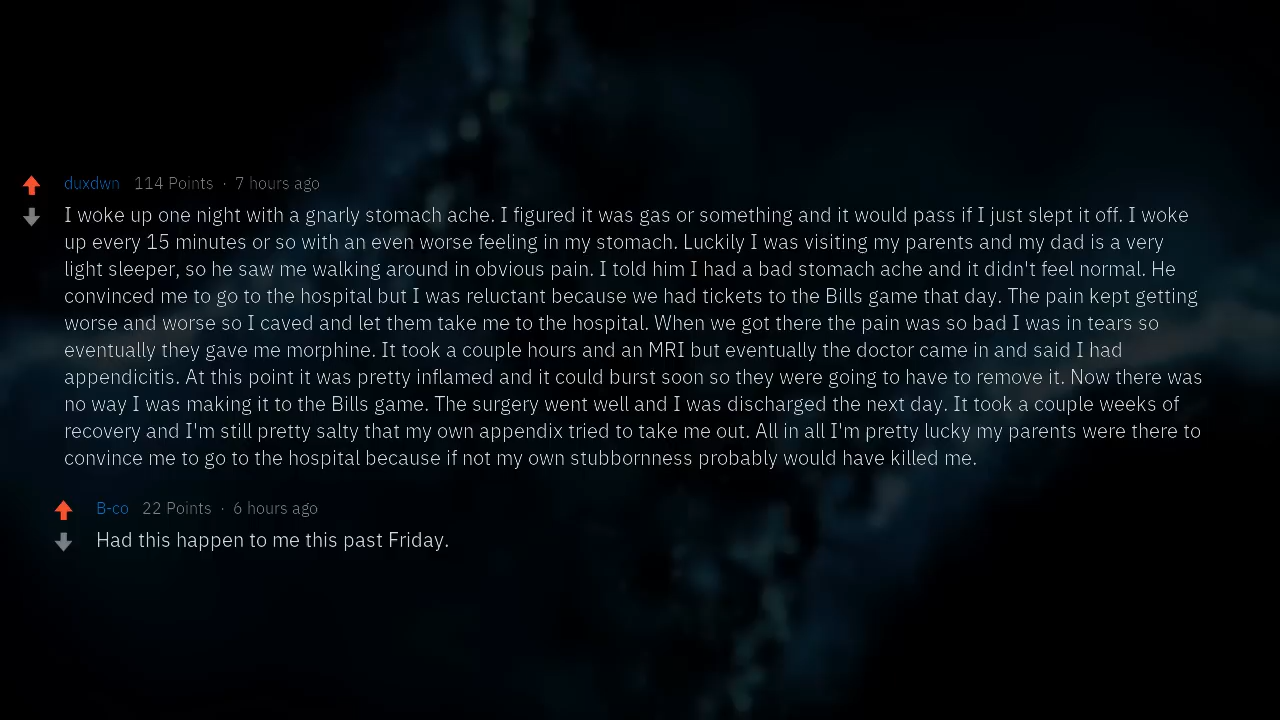 duxdwn 114 Points · 7 hours ago
I woke up one night with a gnarly stomach ache. I figured it was gas or something and it would pass if I just slept it off. I woke
up every 15 minutes or so with an even worse feeling in my stomach. Luckily I was visiting my parents and my dad is a very
light sleeper, so he saw me walking around in obvious pain. I told him I had a bad stomach ache and it didn't feel normal. He
convinced me to go to the hospital but I was reluctant because we had tickets to the Bills game that day. The pain kept getting
worse and worse so I caved and let them take me to the hospital. When we got there the pain was so bad I was in tears so
eventually they gave me morphine. It took a couple hours and an MRI but eventually the doctor came in and said I had
appendicitis. At this point it was pretty inflamed and it could burst soon so they were going to have to remove it. Now there was
no way I was making it to the Bills game. The surgery went well and I was discharged the next day. It took a couple weeks of
recovery and I'm still pretty salty that my own appendix tried to take me out. All in all I'm pretty lucky my parents were there to
convince me to go to the hospital because if not my own stubbornness probably would have killed me.
B-co 22 Points · 6 hours ago
Had this happen to me this past Friday.